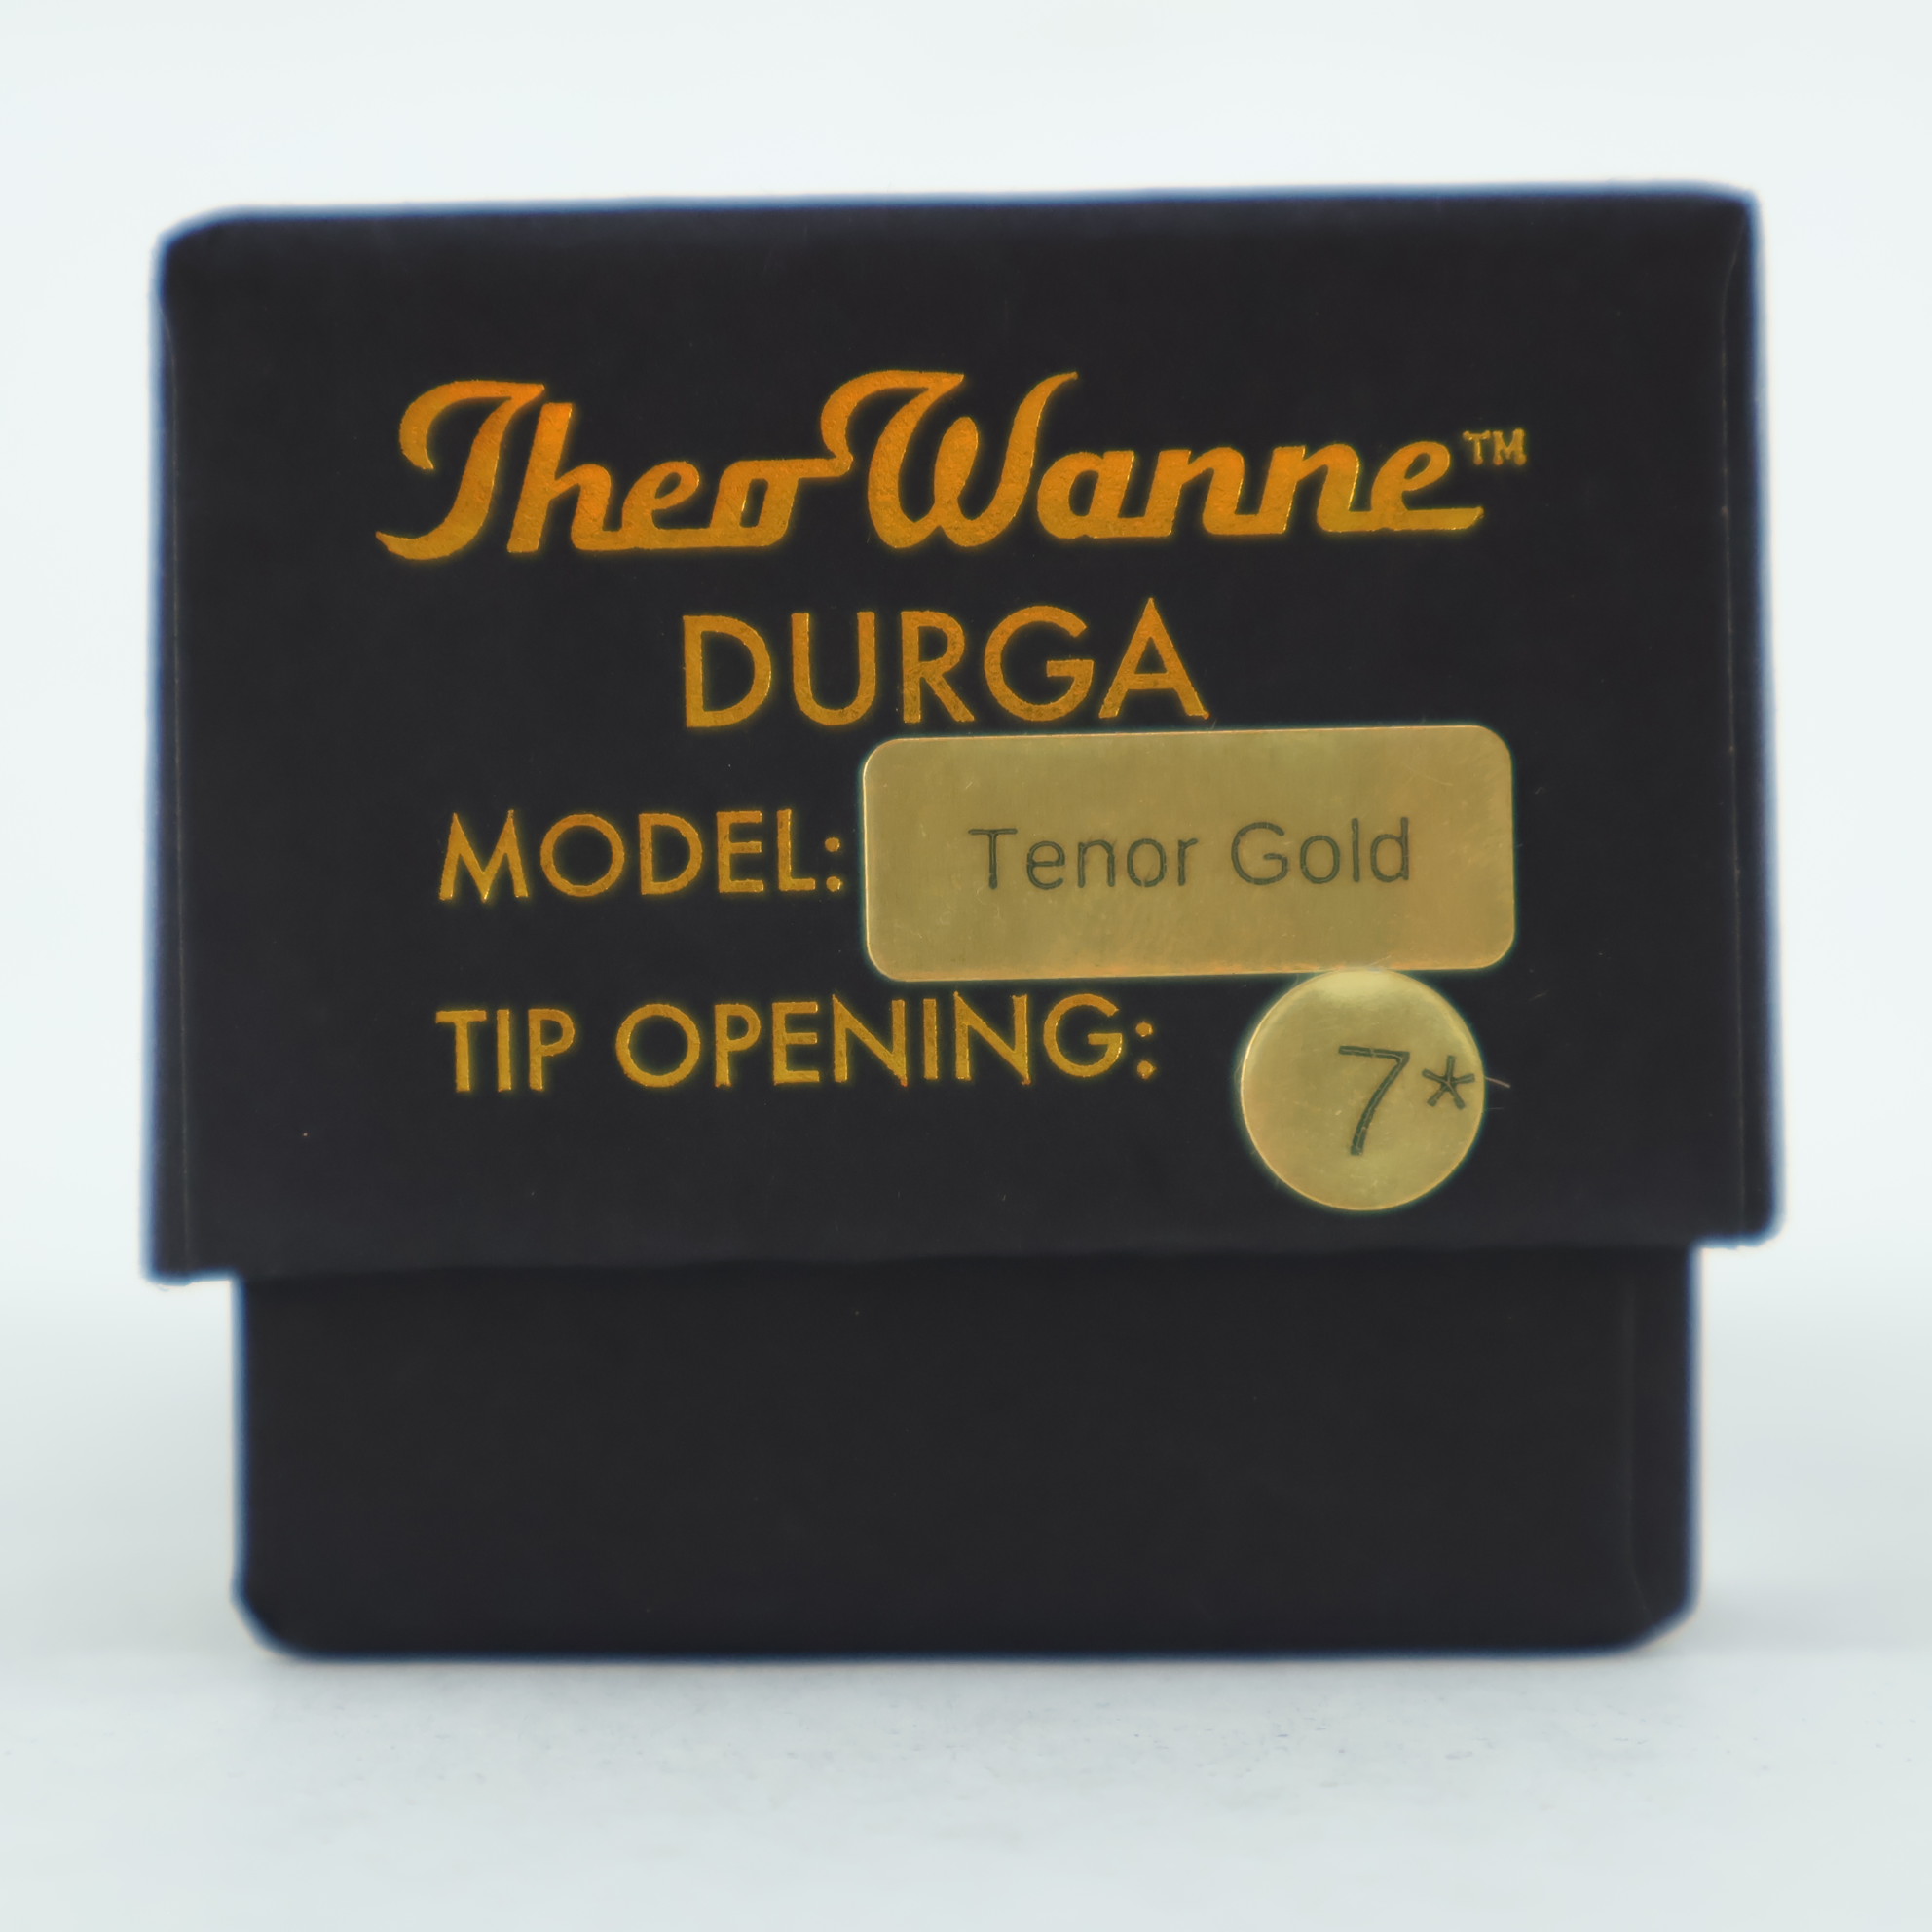 Theo Wanne™
DURGA
MODEL: Tenor Gold
TIP OPENING: 7*